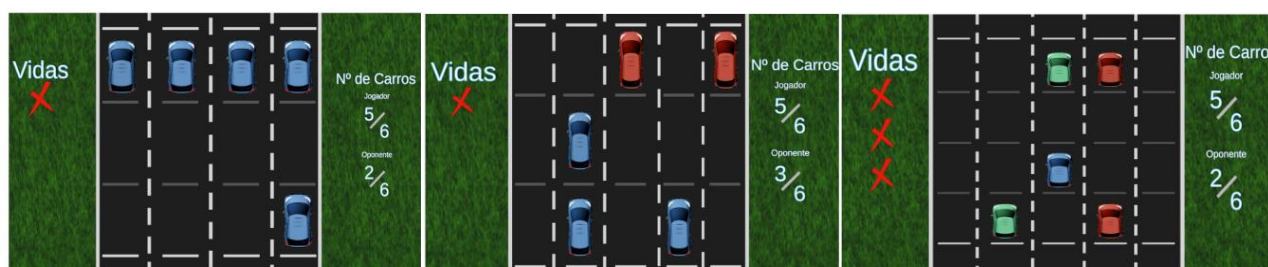 Vidas
Nº de Carros
Jogador
5/6
Oponente
2/6
Vidas
Nº de Carros
Jogador
5/6
Oponente
3/6
Vidas
Nº de Carro
Jogador
5/6
Oponente
2/6